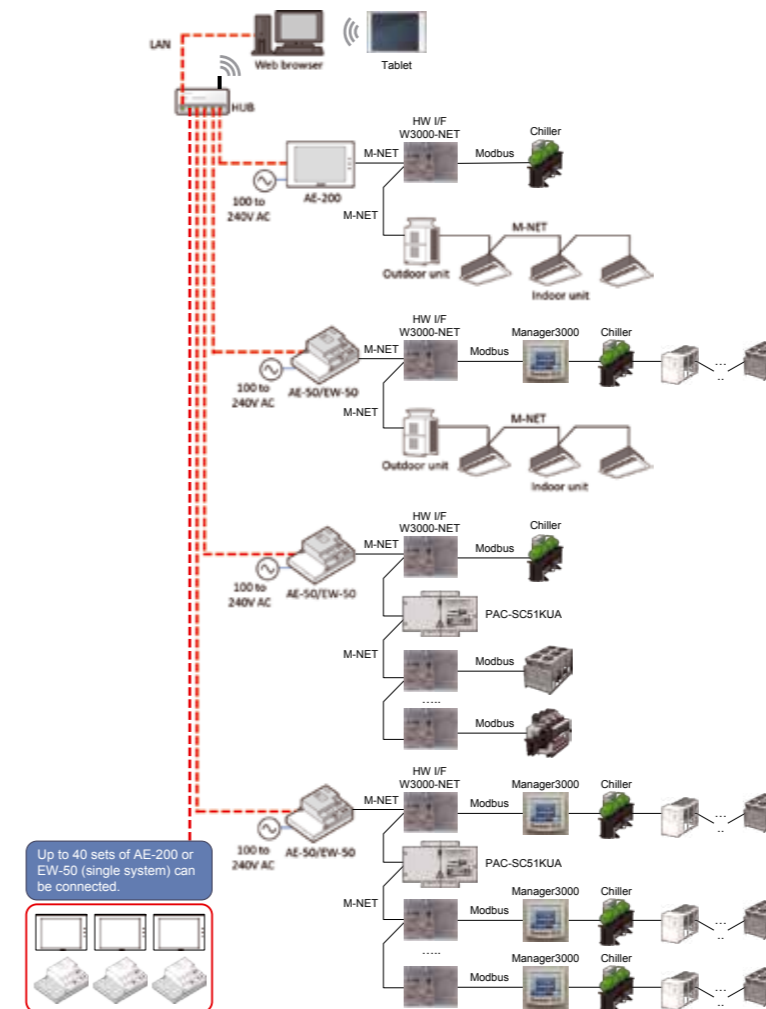 LAN
Web browser
Tablet
HUB
HW I/F
W3000-NET
Chiller
M-NET
Modbus
100 to
240V AC
AE-200
M-NET
M-NET
Outdoor unit
Indoor unit
HW I/F
W3000-NET
Manager3000
Chiller
M-NET
Modbus
...
..
100 to
240V AC
AE-50/EW-50
M-NET
M-NET
Outdoor unit
Indoor unit
HW I/F
W3000-NET
Chiller
M-NET
Modbus
100 to
240V AC
AE-50/EW-50
PAC-SC51KUA
M-NET
Modbus
.....
Modbus
HW I/F
W3000-NET
Manager3000
Chiller
M-NET
Modbus
...
..
100 to
240V AC
AE-50/EW-50
PAC-SC51KUA
Up to 40 sets of AE-200 or
EW-50 (single system) can
be connected.
M-NET
Manager3000
Chiller
Modbus
...
..
.....
Manager3000
Chiller
Modbus
...
..